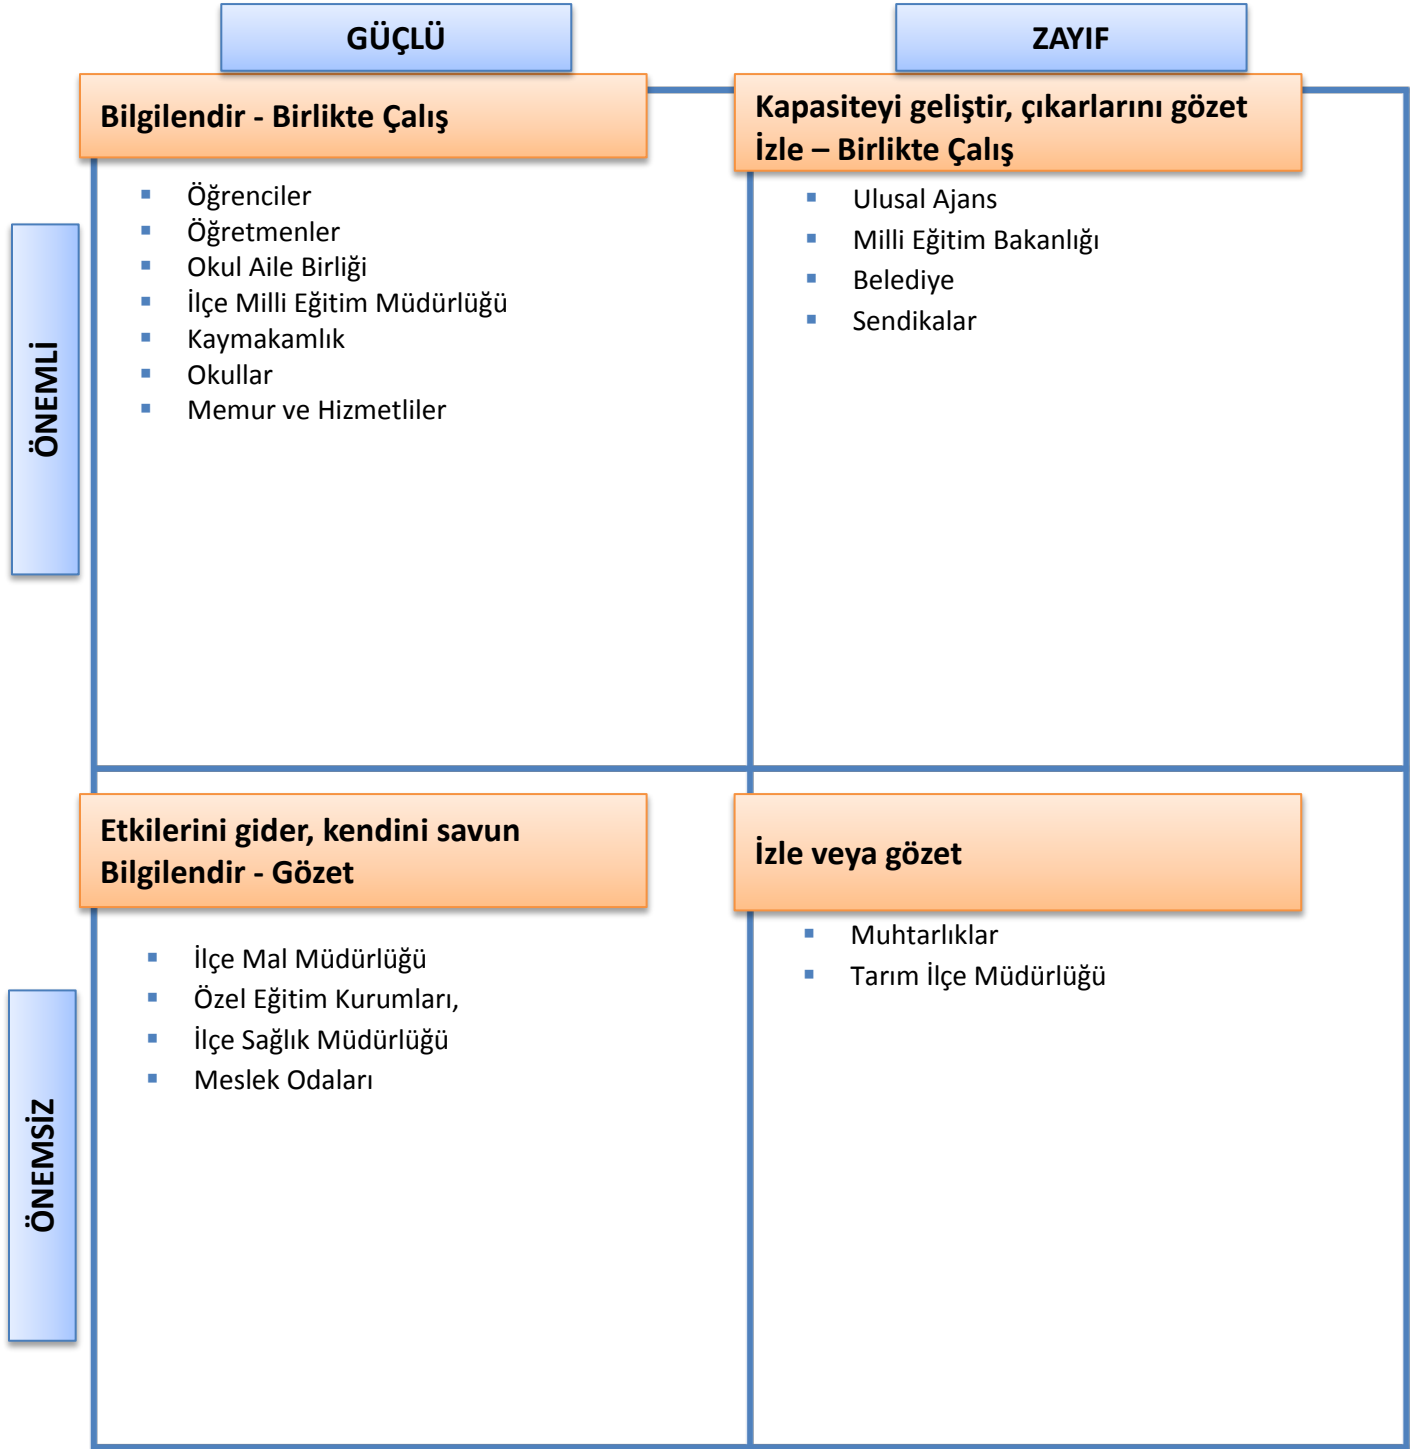 GÜÇLÜ
ZAYIF
ÖNEMLİ
Bilgilendir - Birlikte Çalış
Öğrenciler
Öğretmenler
Okul Aile Birliği
İlçe Milli Eğitim Müdürlüğü
Kaymakamlık
Okullar
Memur ve Hizmetliler
Kapasiteyi geliştir, çıkarlarını gözet
İzle – Birlikte Çalış
Ulusal Ajans
Milli Eğitim Bakanlığı
Belediye
Sendikalar
ÖNEMSİZ
Etkilerini gider, kendini savun
Bilgilendir - Gözet
İlçe Mal Müdürlüğü
Özel Eğitim Kurumları,
İlçe Sağlık Müdürlüğü
Meslek Odaları
İzle veya gözet
Muhtarlıklar
Tarım İlçe Müdürlüğü